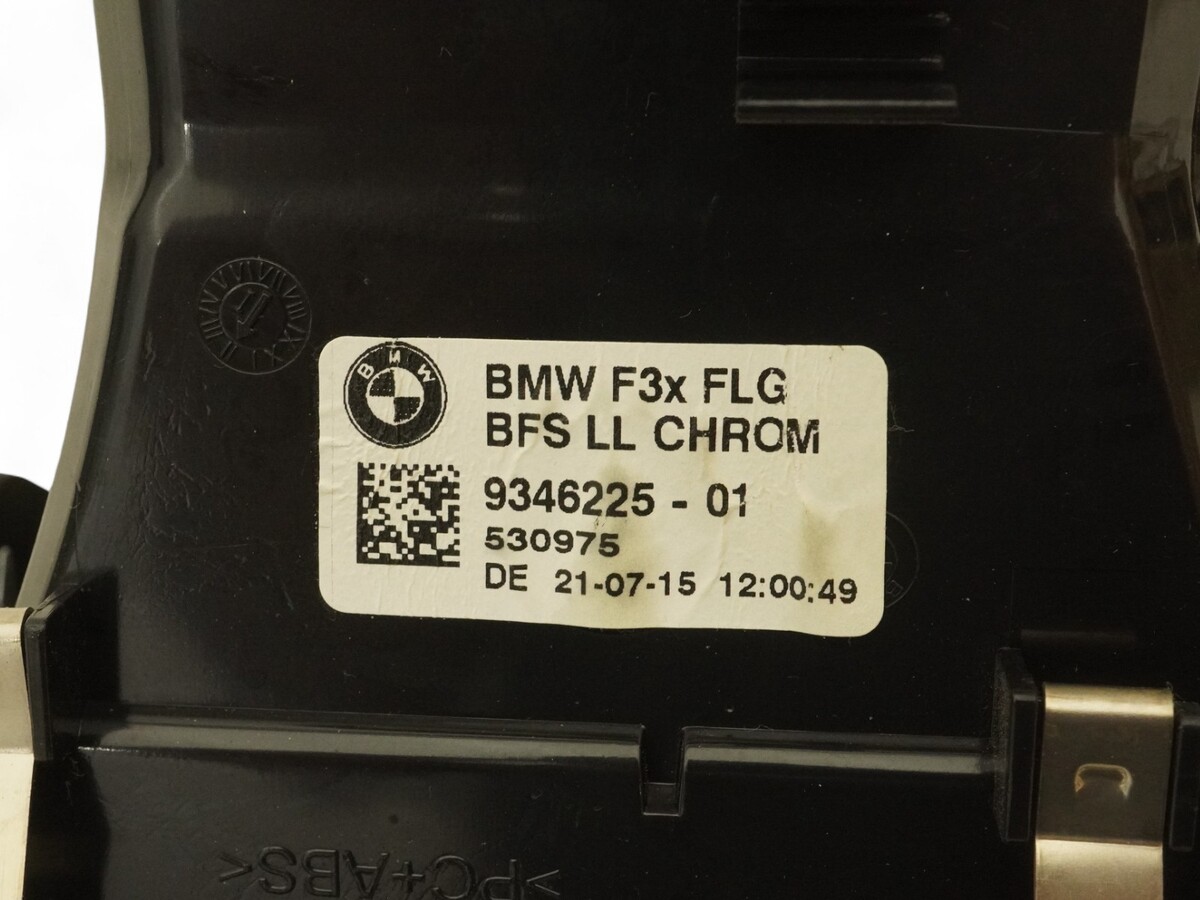 BMW
BMW F3x FLG
BFS LL CHROM
9346225 - 01
530975
DE 21-07-15 12:00:49
>PC+ABS<